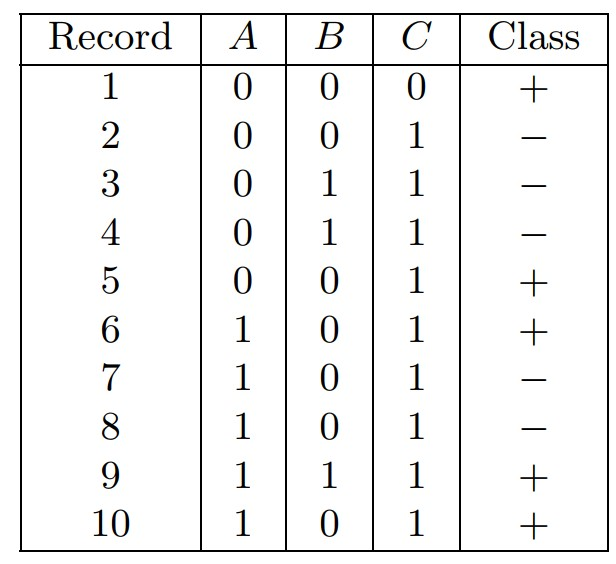 Record A B C Class
1 0 0 0 +
2 0 0 1 −
3 0 1 1 −
4 0 1 1 −
5 0 0 1 +
6 1 0 1 +
7 1 0 1 −
8 1 0 1 −
9 1 1 1 +
10 1 0 1 +